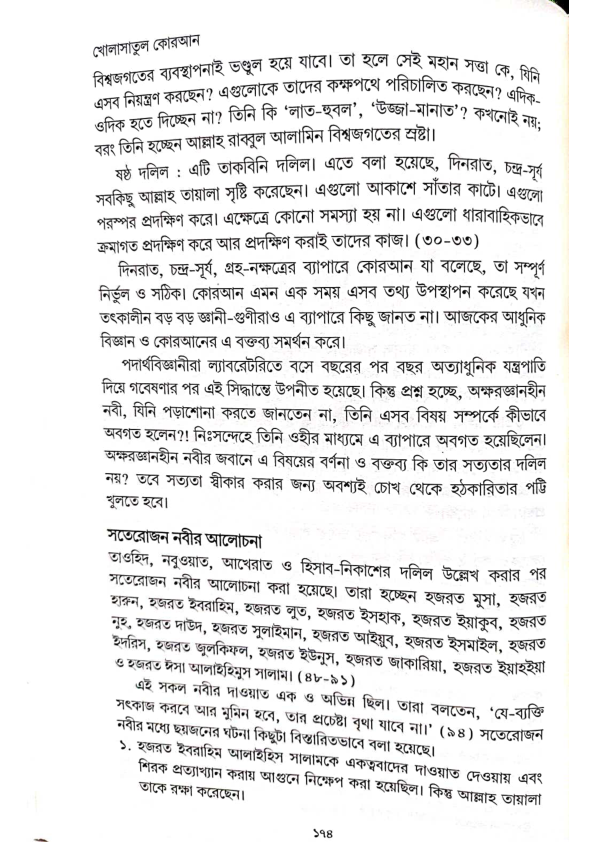 খোলাসাতুল কোরআন
বিশ্বজগতের ব্যবস্থাপনাই ভণ্ডুল হয়ে যাবে। তা হলে সেই মহান সত্তা কে, যিনি
এসব নিয়ন্ত্রণ করছেন? এগুলোকে তাদের কক্ষপথে পরিচালিত করছেন? এদিক-
ওদিক হতে দিচ্ছেন না? তিনি কি ‘লাত-হুবল’, ‘উজ্জা-মানাত’? কখনোই নয়;
বরং তিনি হচ্ছেন আল্লাহ রাব্বুল আলামিন বিশ্বজগতের স্রষ্টা।
ষষ্ঠ দলিল : এটি তাকবিনি দলিল। এতে বলা হয়েছে, দিনরাত, চন্দ্র-সূর্য
সবকিছু আল্লাহ তায়ালা সৃষ্টি করেছেন। এগুলো আকাশে সাঁতার কাটে। এগুলো
পরস্পর প্রদক্ষিণ করে। এক্ষেত্রে কোনো সমস্যা হয় না। এগুলো ধারাবাহিকভাবে
ক্রমাগত প্রদক্ষিণ করে আর প্রদক্ষিণ করাই তাদের কাজ। (৩০-৩৩)
দিনরাত, চন্দ্র-সূর্য, গ্রহ-নক্ষত্রের ব্যাপারে কোরআন যা বলেছে, তা সম্পূর্ণ
নির্ভুল ও সঠিক। কোরআন এমন এক সময় এসব তথ্য উপস্থাপন করেছে যখন
তৎকালীন বড় বড় জ্ঞানী-গুণীরাও এ ব্যাপারে কিছু জানত না। আজকের আধুনিক
বিজ্ঞান ও কোরআনের এ বক্তব্য সমর্থন করে।
পদার্থবিজ্ঞানীরা ল্যাবরেটরিতে বসে বছরের পর বছর অত্যাধুনিক যন্ত্রপাতি
দিয়ে গবেষণার পর এই সিদ্ধান্তে উপনীত হয়েছে। কিন্তু প্রশ্ন হচ্ছে, অক্ষরজ্ঞানহীন
নবী, যিনি পড়াশোনা করতে জানতেন না, তিনি এসব বিষয় সম্পর্কে কীভাবে
অবগত হলেন?! নিঃসন্দেহে তিনি ওহীর মাধ্যমে এ ব্যাপারে অবগত হয়েছিলেন।
অক্ষরজ্ঞানহীন নবীর জবানে এ বিষয়ের বর্ণনা ও বক্তব্য কি তার সত্যতার দলিল
নয়? তবে সত্যতা স্বীকার করার জন্য অবশ্যই চোখ থেকে হঠকারিতার পট্টি
খুলতে হবে।
সতেরোজন নবীর আলোচনা
তাওহিদ, নবুওয়াত, আখেরাত ও হিসাব-নিকাশের দলিল উল্লেখ করার পর
সতেরোজন নবীর আলোচনা করা হয়েছে। তারা হচ্ছেন হজরত মুসা, হজরত
হারুন, হজরত ইবরাহিম, হজরত লুত, হজরত ইসহাক, হজরত ইয়াকুব, হজরত
নুহ, হজরত দাউদ, হজরত সুলাইমান, হজরত আইয়ুব, হজরত ইসমাইল, হজরত
ইদরিস, হজরত জুলকিফল, হজরত ইউনুস, হজরত জাকারিয়া, হজরত ইয়াহইয়া
ও হজরত ঈসা আলাইহিমুস সালাম। (৪৮-৯১)
এই সকল নবীর দাওয়াত এক ও অভিন্ন ছিল। তারা বলতেন, ‘যে-ব্যক্তি
সৎকাজ করবে আর মুমিন হবে, তার প্রচেষ্টা বৃথা যাবে না।’ (৯৪) সতেরোজন
নবীর মধ্যে ছয়জনের ঘটনা কিছুটা বিস্তারিতভাবে বলা হয়েছে।
১. হজরত ইবরাহিম আলাইহিস সালামকে একত্ববাদের দাওয়াত দেওয়ায় এবং
শিরক প্রত্যাখ্যান করায় আগুনে নিক্ষেপ করা হয়েছিল। কিন্তু আল্লাহ তায়ালা
তাকে রক্ষা করেছেন।
১৭৪